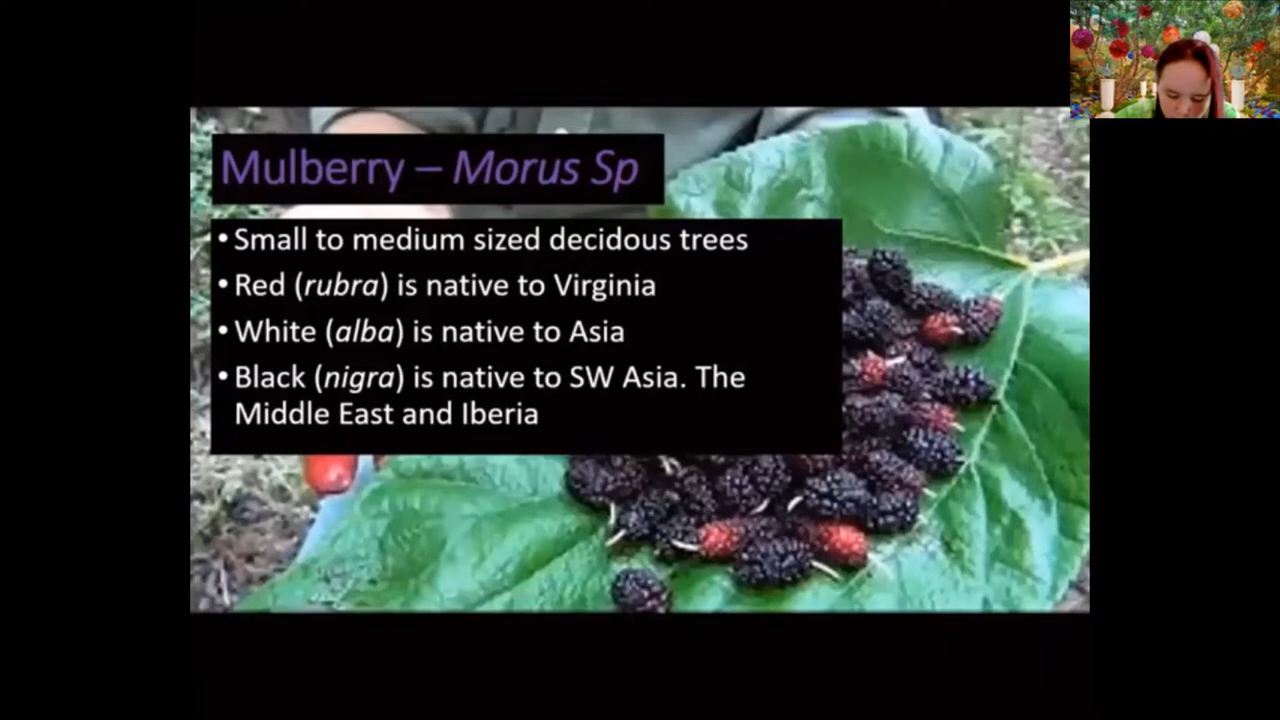 Mulberry – Morus Sp
• Small to medium sized decidous trees
• Red (rubra) is native to Virginia
• White (alba) is native to Asia
• Black (nigra) is native to SW Asia. The
Middle East and Iberia